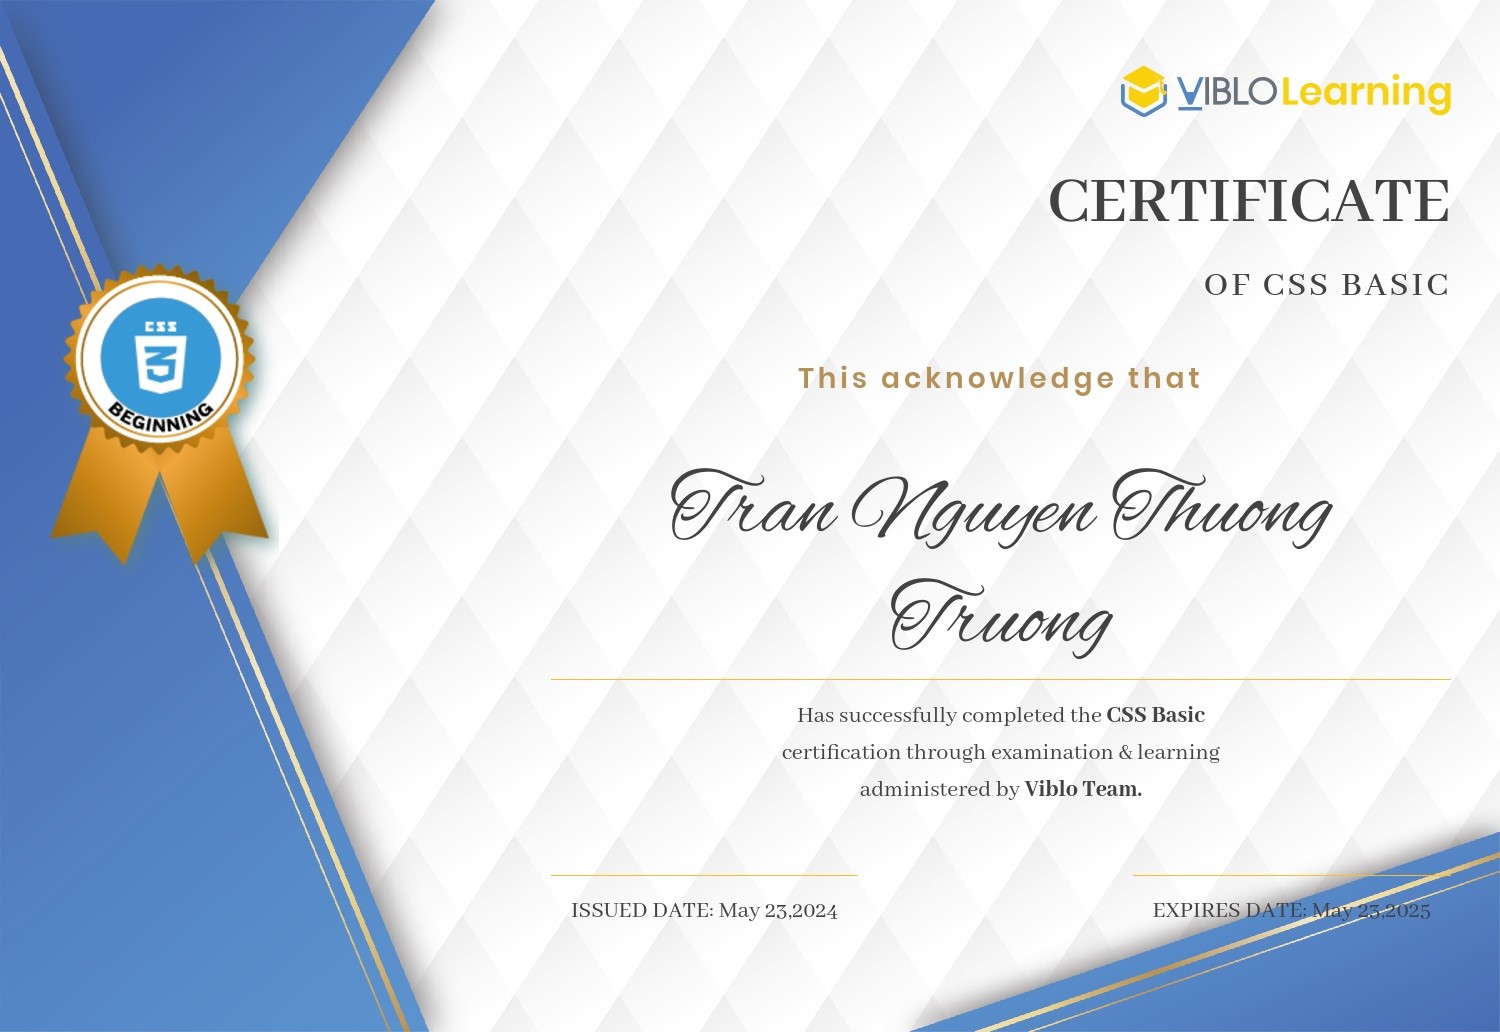 VIBLO Learning
CERTIFICATE
OF CSS BASIC
This acknowledge that
CSS
3
BEGINNING
Tran Nguyen Thuong
Truong
Has successfully completed the CSS Basic
certification through examination & learning
administered by Viblo Team.
ISSUED DATE: May 23,2024
EXPIRES DATE: May 23,2025